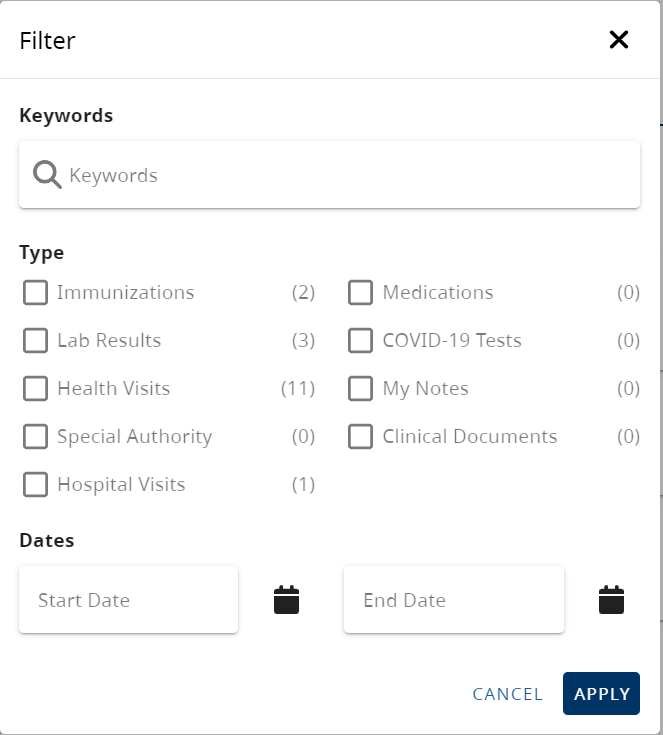 Filter
Keywords
Keywords
Type
Immunizations (2) Medications (0)
Lab Results (3) COVID-19 Tests (0)
Health Visits (11) My Notes (0)
Special Authority (0) Clinical Documents (0)
Hospital Visits (1)
Dates
Start Date End Date
CANCEL APPLY